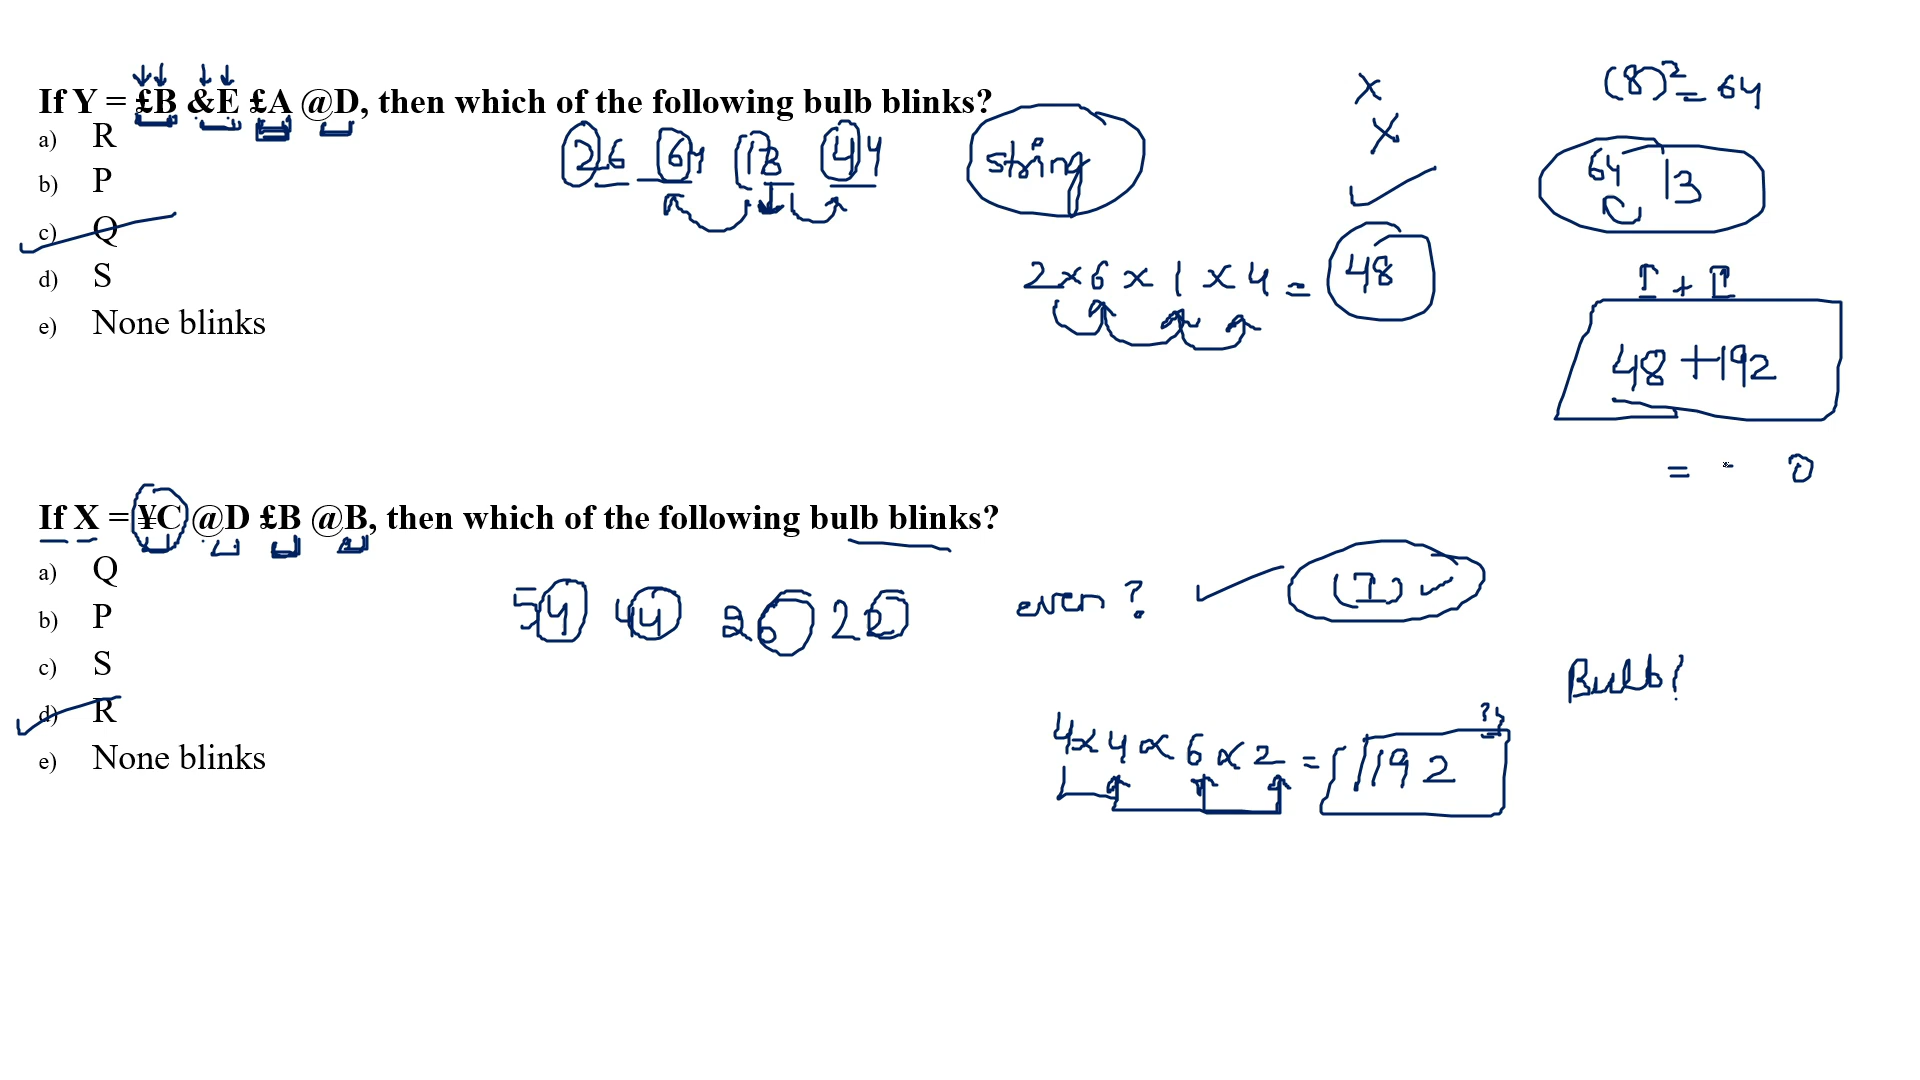 If Y = £B &E £A @D, then which of the following bulb blinks?
a) R
b) P
c) Q
d) S
e) None blinks
26 64 13 44
string
x
x
(8)² = 64
64 13
2 x 6 x 1 x 4 = 48
I + II
48 + 192
= 0
If X = ¥C @D £B @B, then which of the following bulb blinks?
a) Q
b) P
c) S
d) R
e) None blinks
54 44 26 22
even ?
(I)
Bulb?
4 x 4 x 6 x 2 = 192